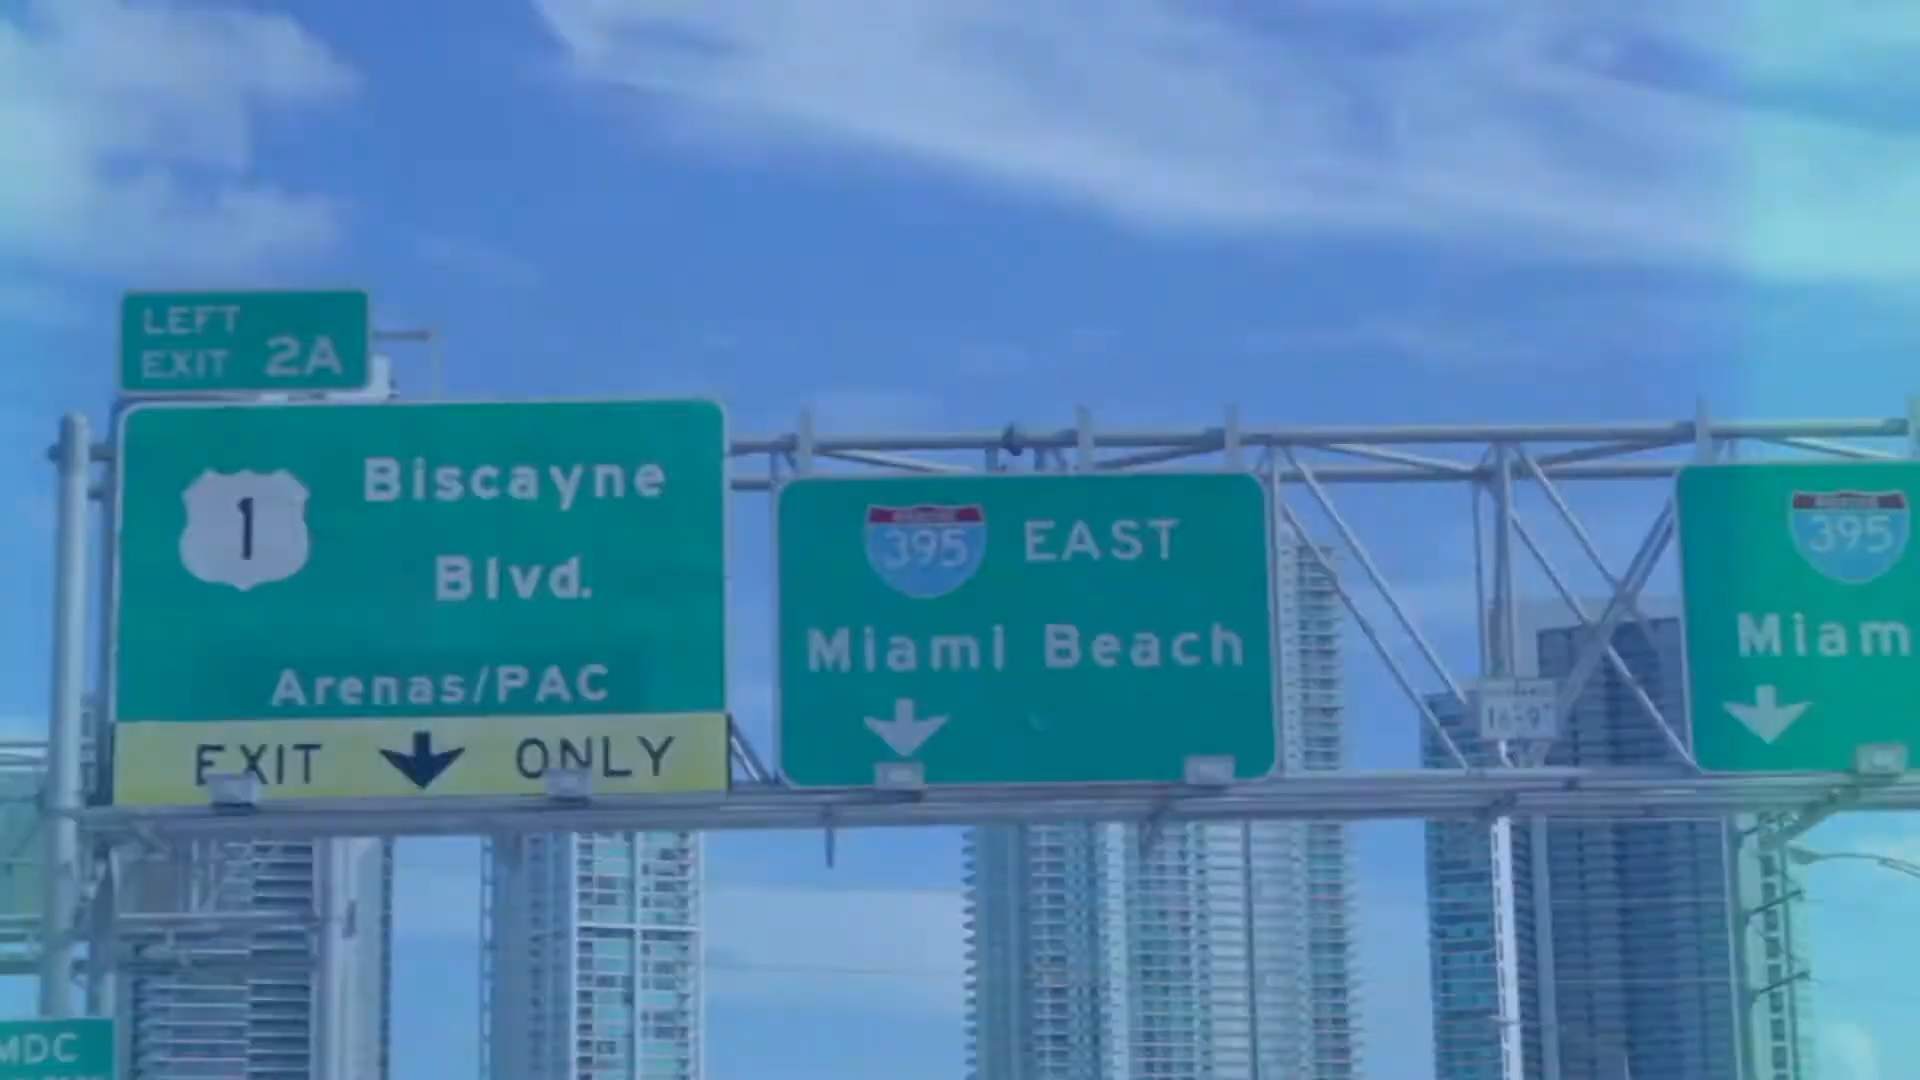 LEFT
EXIT 2A
1
Biscayne
Blvd.
Arenas/PAC
EXIT ONLY
395 EAST
Miami Beach
395
Miam
MDC